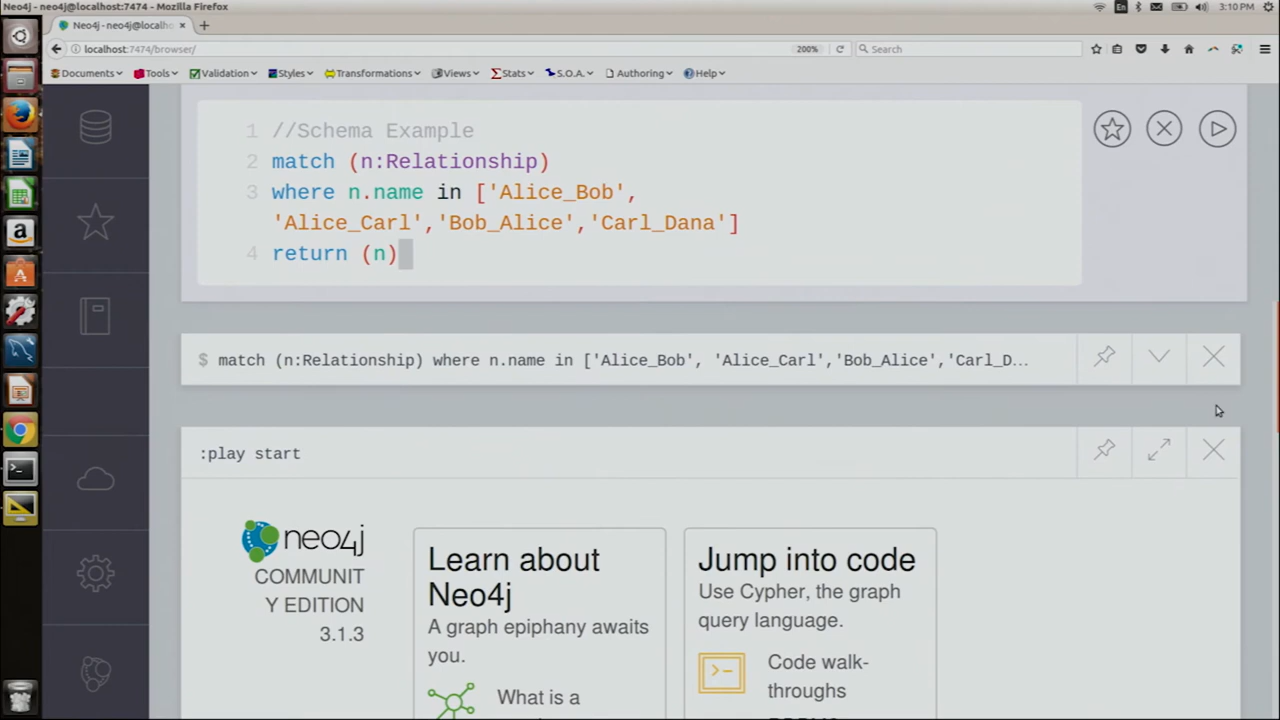 Neo4j - neo4j@localhost:7474 - Mozilla Firefox
En
3:10 PM
Neo4j - neo4j@localho
localhost:7474/browser/
200%
Search
Documents
Tools
Validation
Styles
Transformations
Views
Stats
S.O.A.
Authoring
Help
1 //Schema Example
2 match (n:Relationship)
3 where n.name in ['Alice_Bob',
'Alice_Carl','Bob_Alice','Carl_Dana']
4 return (n)
$ match (n:Relationship) where n.name in ['Alice_Bob', 'Alice_Carl','Bob_Alice','Carl_D…
:play start
neo4j
COMMUNIT
Y EDITION
3.1.3
Learn about
Neo4j
A graph epiphany awaits
you.
What is a
Jump into code
Use Cypher, the graph
query language.
Code walk-
throughs